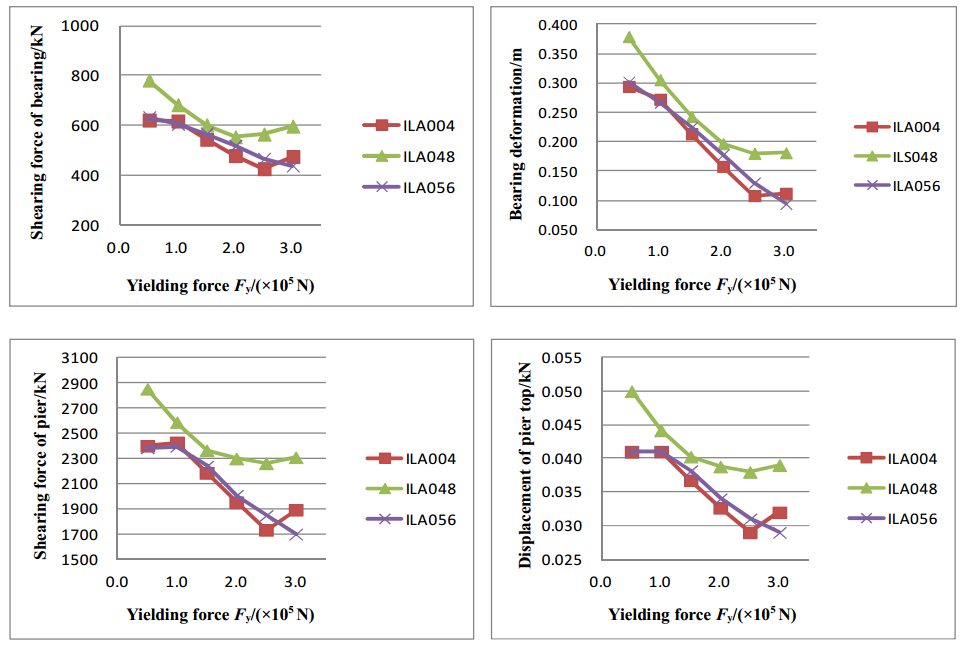 Shearing force of bearing/kN
1000
800
600
400
200
0.0 1.0 2.0 3.0
Yielding force Fy/(×10⁵ N)
ILA004
ILA048
ILA056
Bearing deformation/m
0.400
0.350
0.300
0.250
0.200
0.150
0.100
0.050
0.0 1.0 2.0 3.0
Yielding force Fy/(×10⁵ N)
ILA004
ILS048
ILA056
Shearing force of pier/kN
3100
2900
2700
2500
2300
2100
1900
1700
1500
0.0 1.0 2.0 3.0
Yielding force Fy/(×10⁵ N)
ILA004
ILA048
ILA056
Displacement of pier top/kN
0.055
0.050
0.045
0.040
0.035
0.030
0.025
0.0 1.0 2.0 3.0
Yielding force Fy/(×10⁵ N)
ILA004
ILA048
ILA056